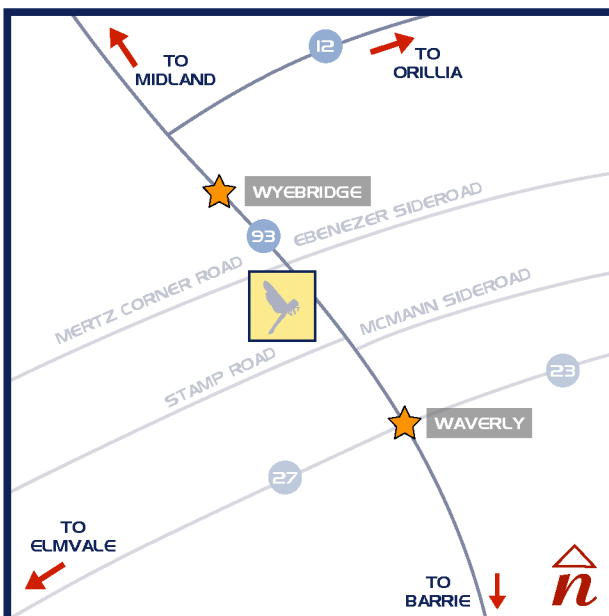 12
TO
MIDLAND
TO
ORILLIA
WYEBRIDGE
93
EBENEZER SIDEROAD
MERTZ CORNER ROAD
MCMANN SIDEROAD
STAMP ROAD
23
WAVERLY
27
TO
ELMVALE
TO
BARRIE
n